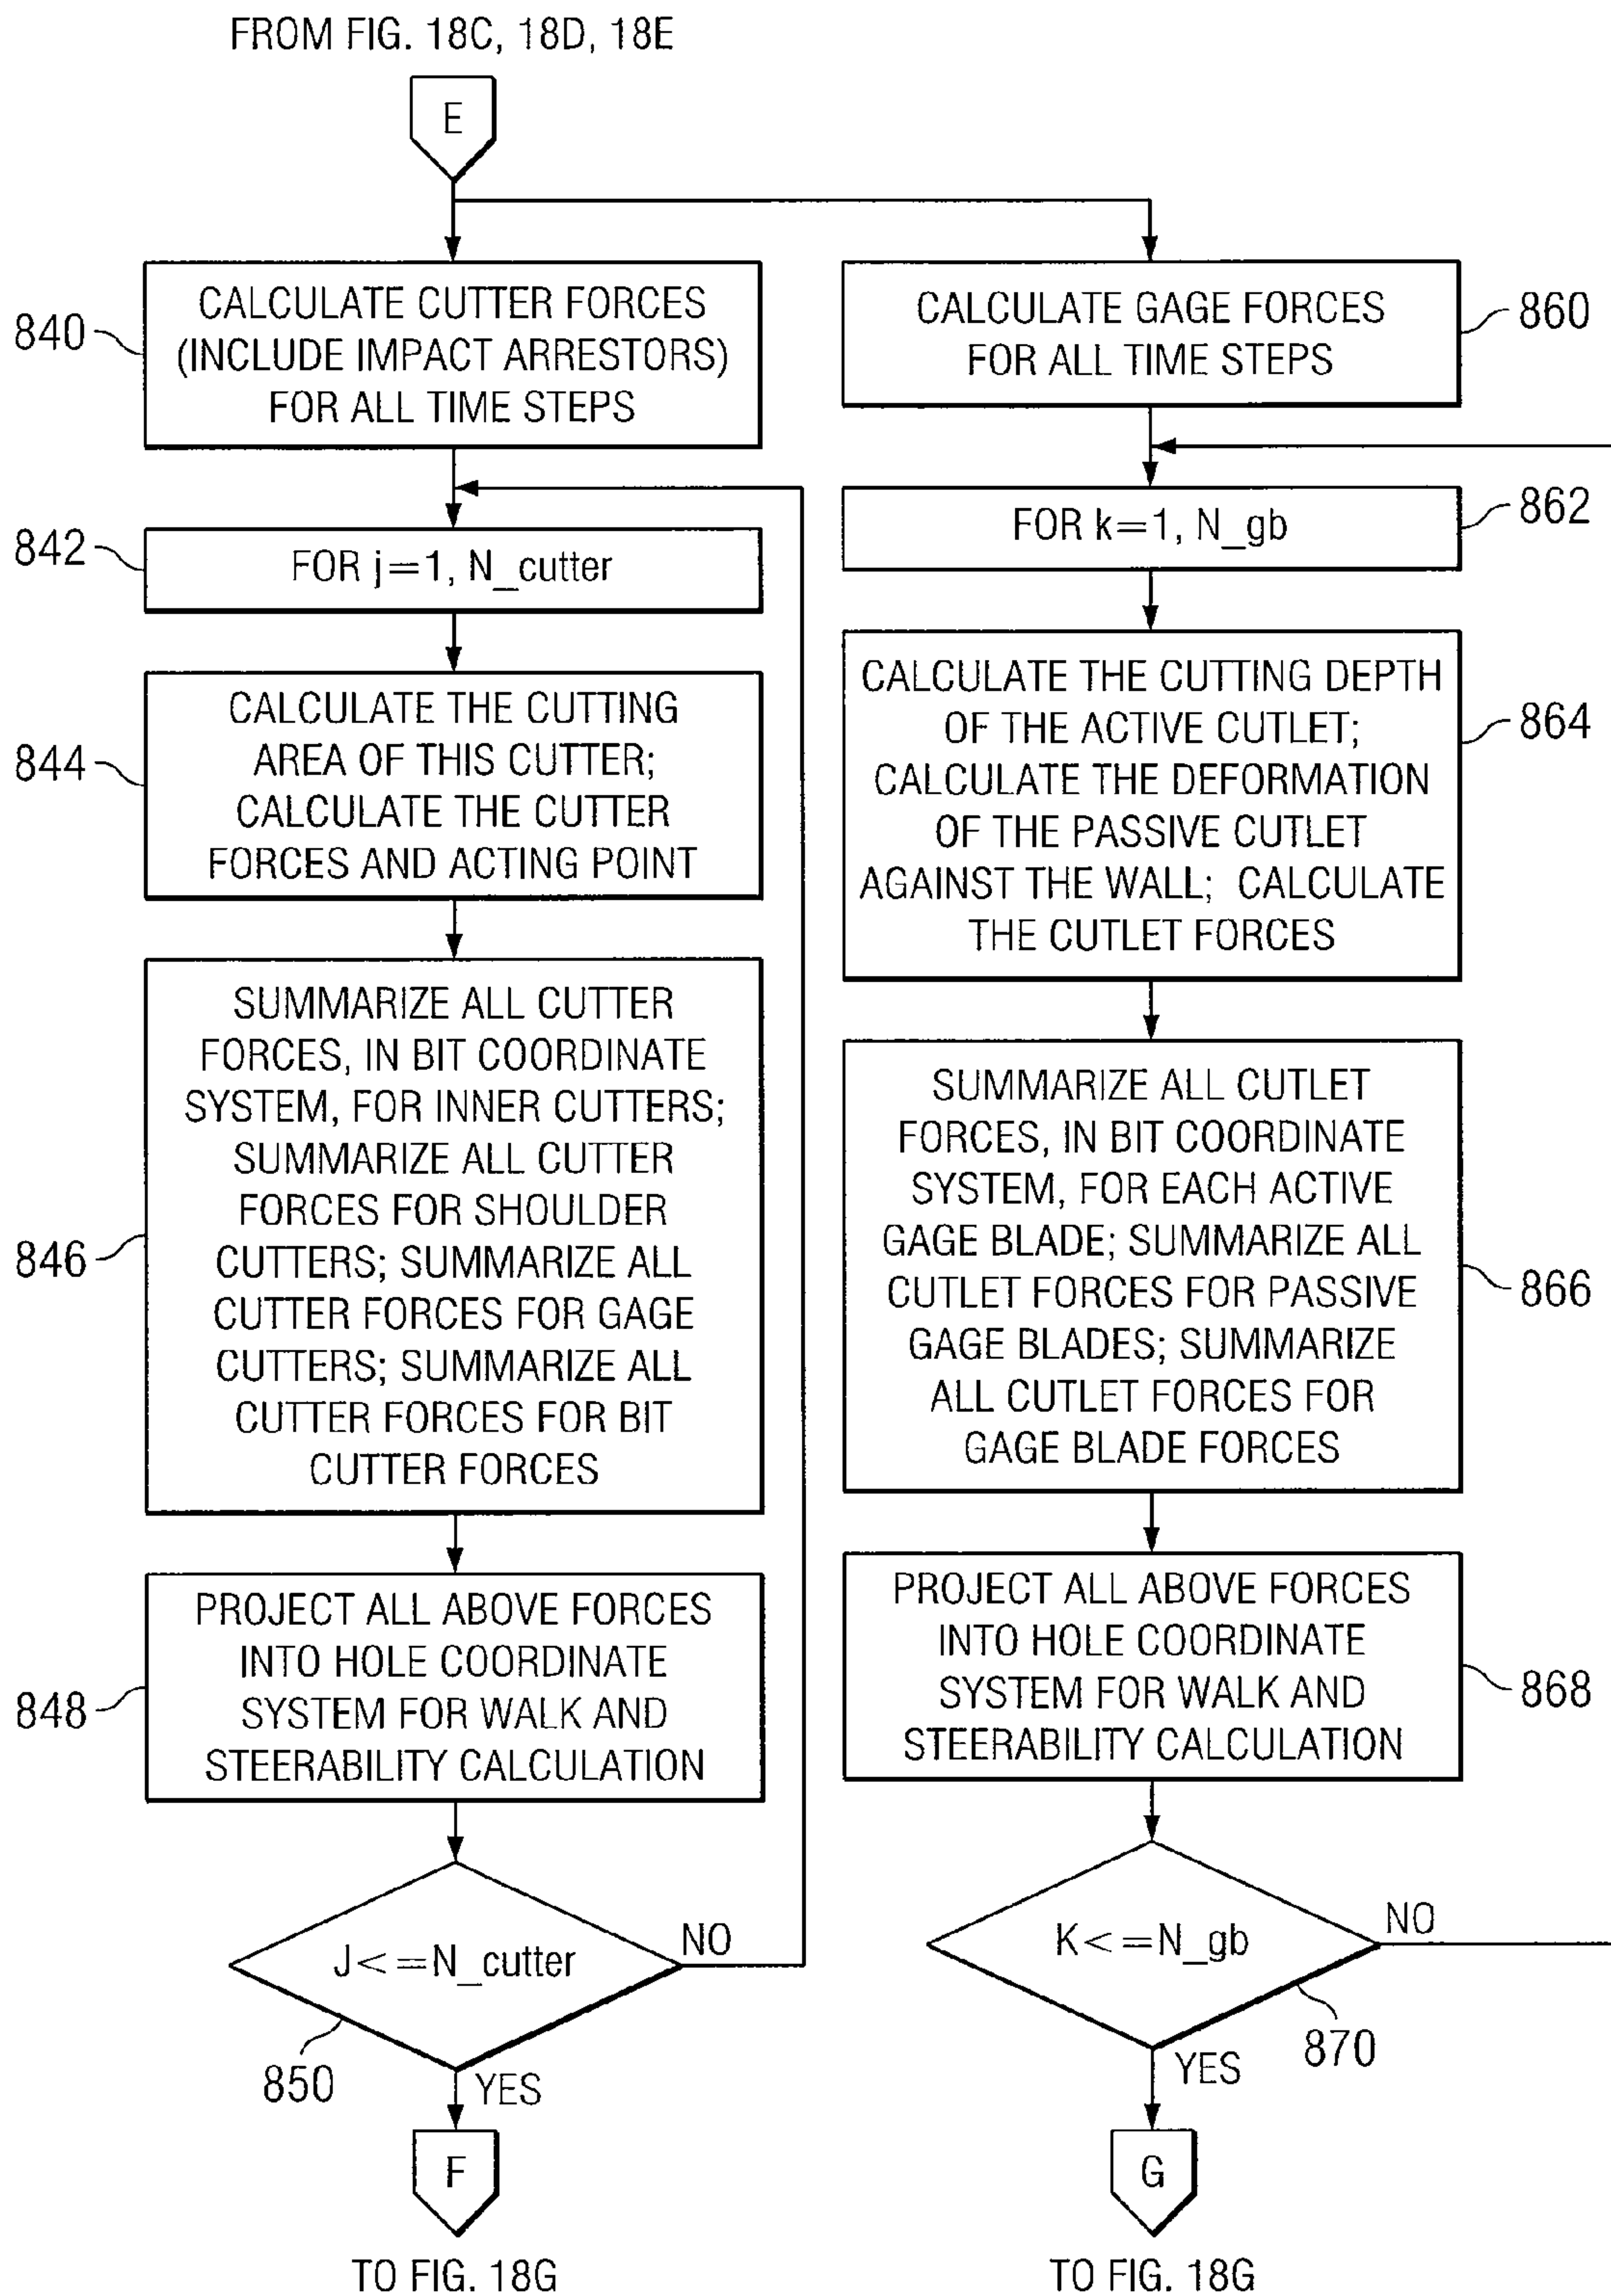 FROM FIG. 18C, 18D, 18E
E
840
CALCULATE CUTTER FORCES
(INCLUDE IMPACT ARRESTORS)
FOR ALL TIME STEPS
842
FOR j=1, N_cutter
844
CALCULATE THE CUTTING
AREA OF THIS CUTTER;
CALCULATE THE CUTTER
FORCES AND ACTING POINT
846
SUMMARIZE ALL CUTTER
FORCES, IN BIT COORDINATE
SYSTEM, FOR INNER CUTTERS;
SUMMARIZE ALL CUTTER
FORCES FOR SHOULDER
CUTTERS; SUMMARIZE ALL
CUTTER FORCES FOR GAGE
CUTTERS; SUMMARIZE ALL
CUTTER FORCES FOR BIT
CUTTER FORCES
848
PROJECT ALL ABOVE FORCES
INTO HOLE COORDINATE
SYSTEM FOR WALK AND
STEERABILITY CALCULATION
J<=N_cutter
NO
850
YES
F
TO FIG. 18G
CALCULATE GAGE FORCES
FOR ALL TIME STEPS
860
FOR k=1, N_gb
862
CALCULATE THE CUTTING DEPTH
OF THE ACTIVE CUTLET;
CALCULATE THE DEFORMATION
OF THE PASSIVE CUTLET
AGAINST THE WALL; CALCULATE
THE CUTLET FORCES
864
SUMMARIZE ALL CUTLET
FORCES, IN BIT COORDINATE
SYSTEM, FOR EACH ACTIVE
GAGE BLADE; SUMMARIZE ALL
CUTLET FORCES FOR PASSIVE
GAGE BLADES; SUMMARIZE
ALL CUTLET FORCES FOR
GAGE BLADE FORCES
866
PROJECT ALL ABOVE FORCES
INTO HOLE COORDINATE
SYSTEM FOR WALK AND
STEERABILITY CALCULATION
868
K<=N_gb
NO
870
YES
G
TO FIG. 18G